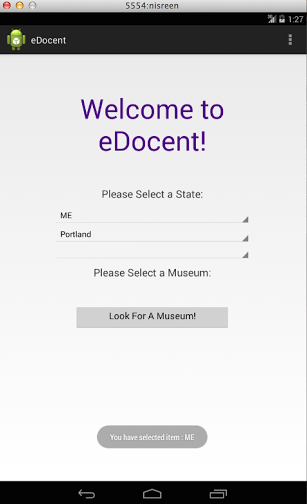 5554:nisreen
1:27
eDocent
Welcome to
eDocent!
Please Select a State:
ME
Portland
Please Select a Museum:
Look For A Museum!
You have selected item : ME